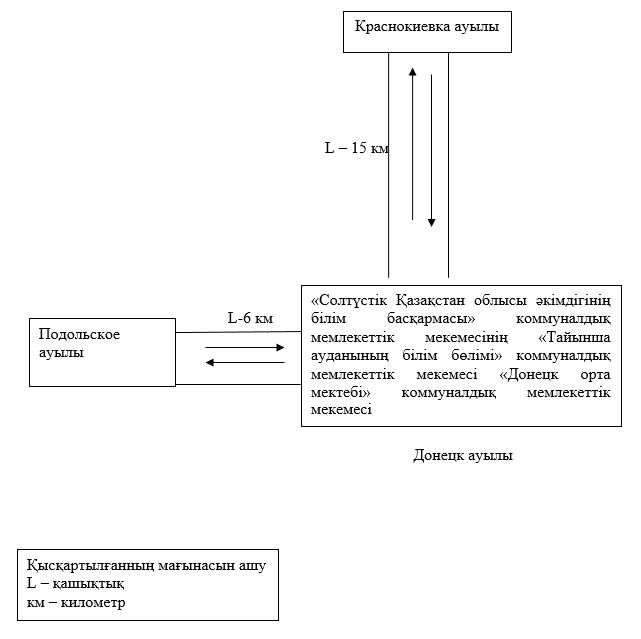 Краснокиевка ауылы
L – 15 км
«Солтүстік Қазақстан облысы әкімдігінің
білім басқармасы» коммуналдық
мемлекеттік мекемесінің «Тайынша
ауданының білім бөлімі» коммуналдық
мемлекеттік мекемесі «Донецк орта
мектебі» коммуналдық мемлекеттік
мекемесі
L-6 км
Подольское
ауылы
Донецк ауылы
Қысқартылғанның мағынасын ашу
L – қашықтық
км – километр